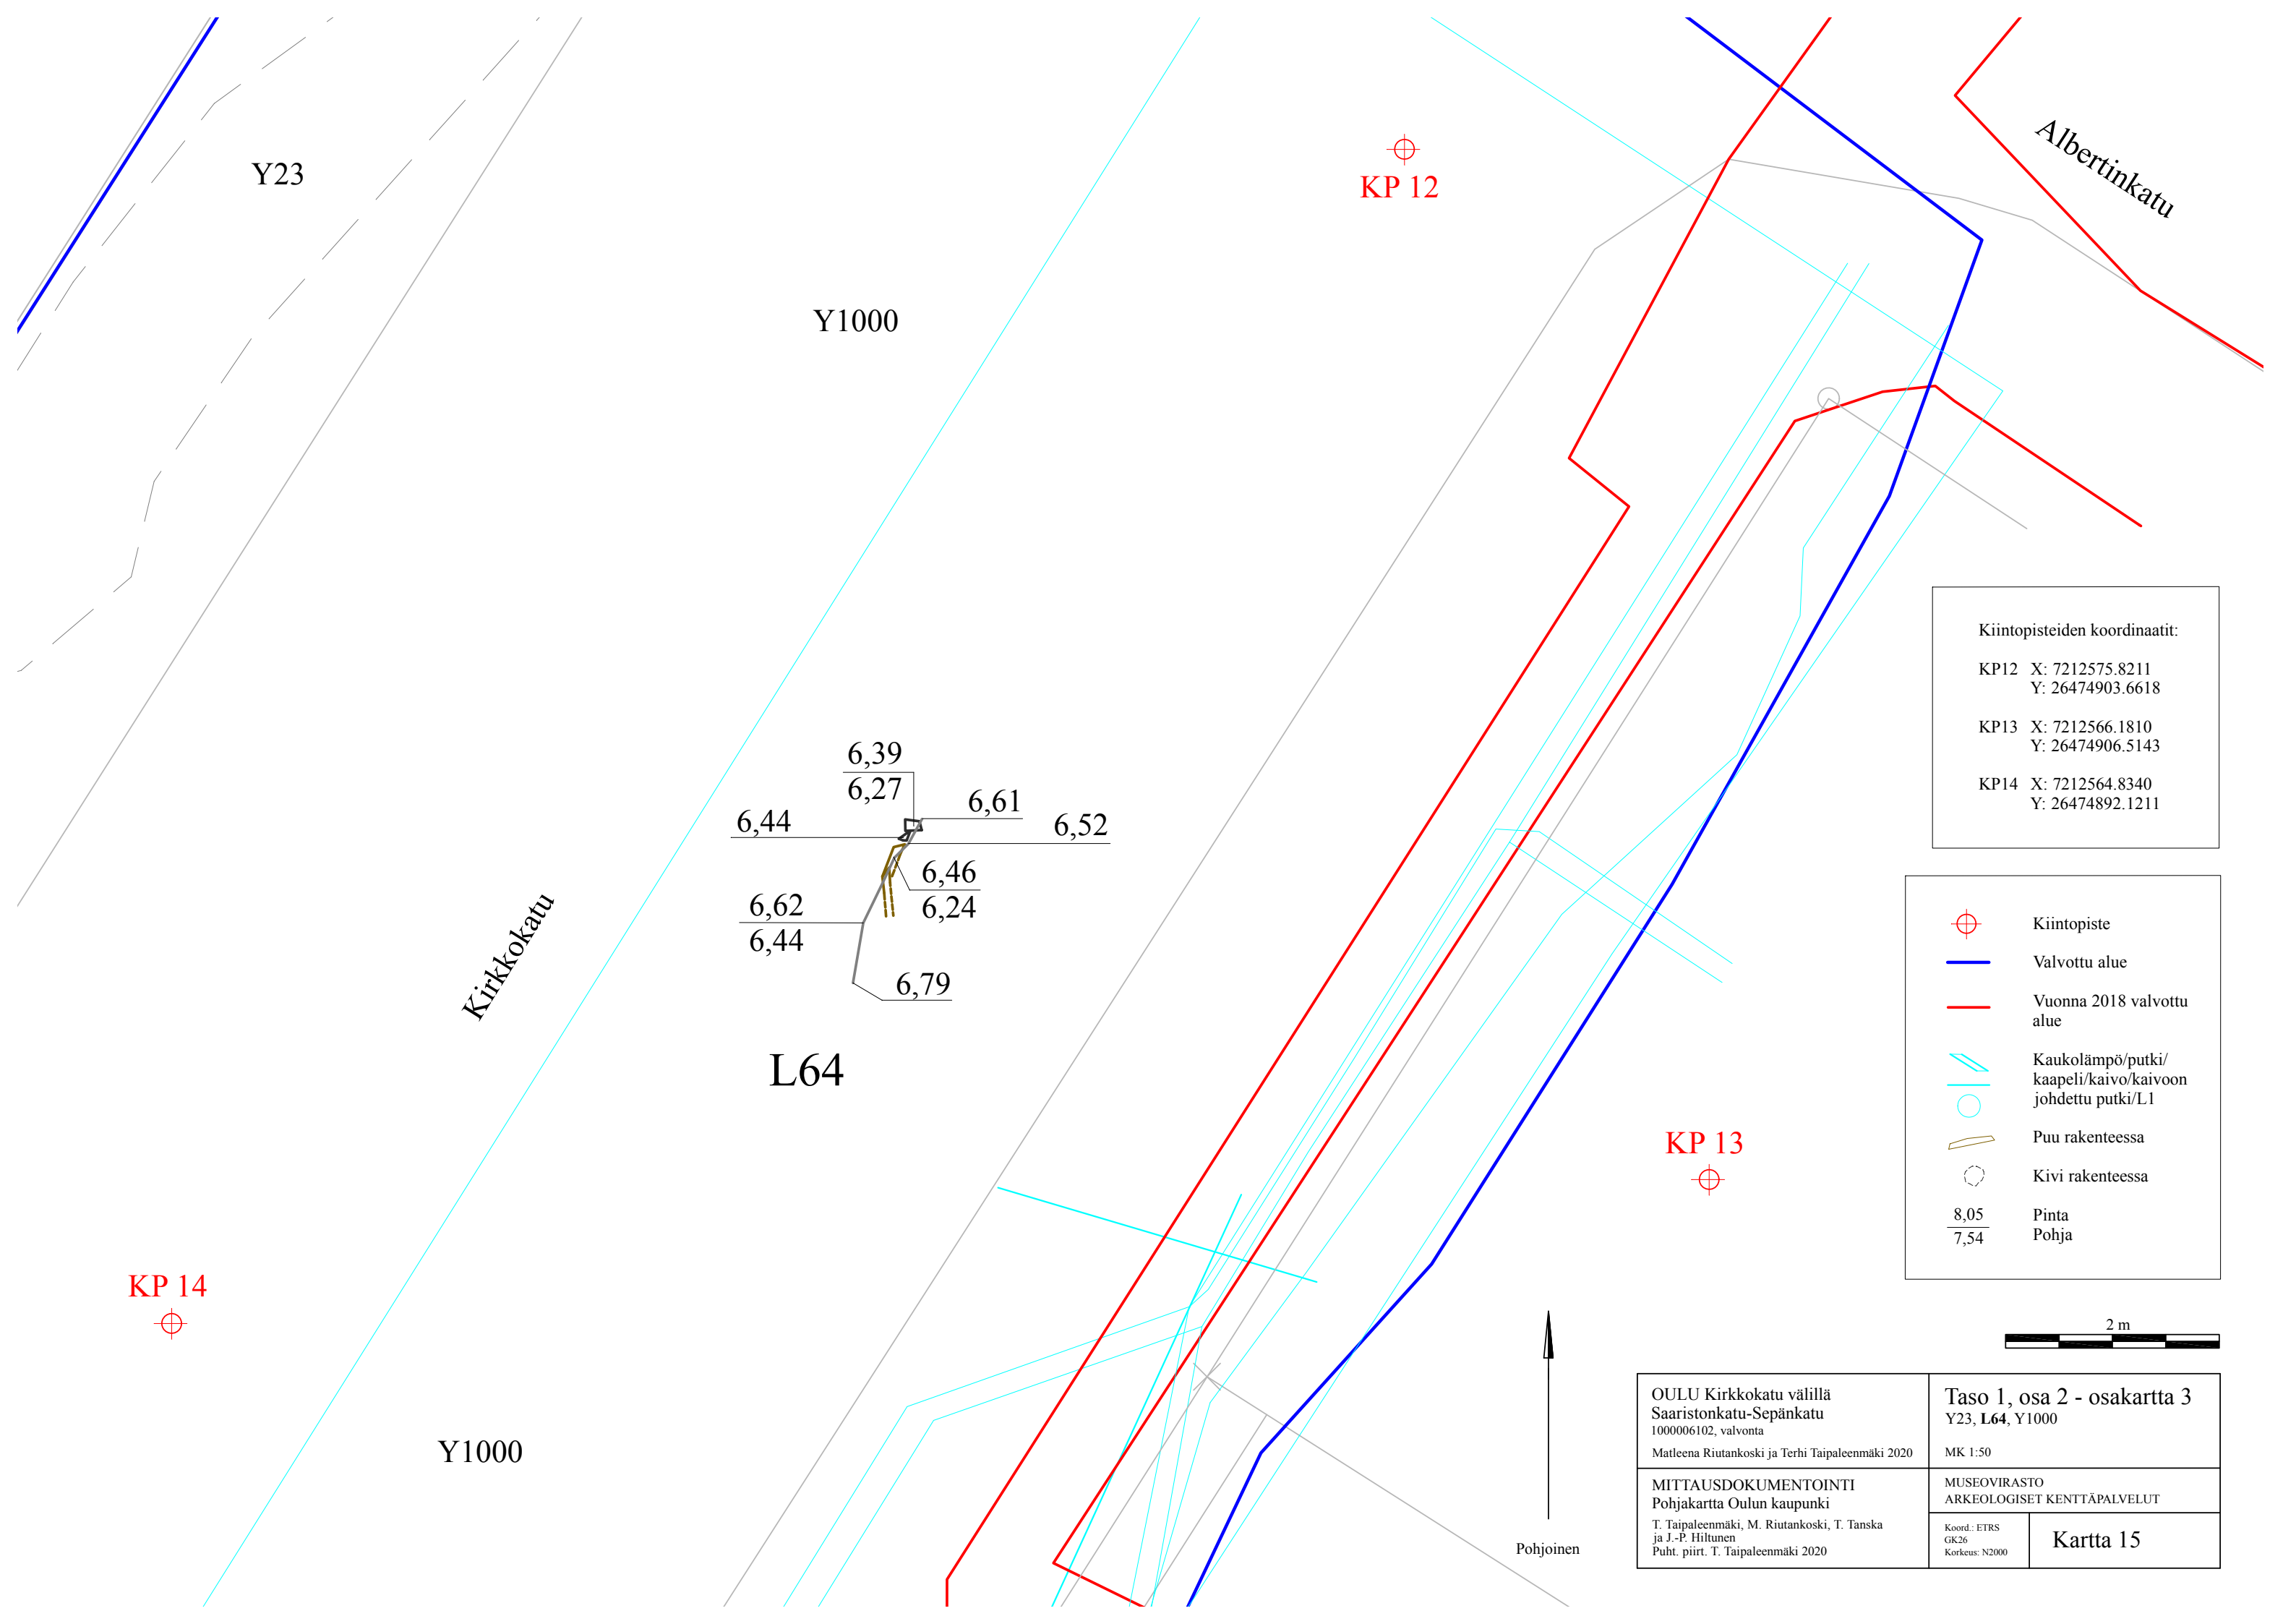 Y23
KP 12
Albertinkatu
Y1000
Kiintopisteiden koordinaatit:
KP12 X: 7212575.8211
Y: 26474903.6618
KP13 X: 7212566.1810
Y: 26474906.5143
KP14 X: 7212564.8340
Y: 26474892.1211
6,39
6,27
6,61
6,44
6,52
6,46
6,24
6,62
6,44
6,79
Kirkkokatu
L64
KP 13
KP 14
Y1000
Kiintopiste
Valvottu alue
Vuonna 2018 valvottu
alue
Kaukolämpö/putki/
kaapeli/kaivo/kaivoon
johdettu putki/L1
Puu rakenteessa
Kivi rakenteessa
8,05 Pinta
7,54 Pohja
2 m
Pohjoinen
OULU Kirkkokatu välillä
Saaristonkatu-Sepänkatu
1000006102, valvonta
Matleena Riutankoski ja Terhi Taipaleenmäki 2020
Taso 1, osa 2 - osakartta 3
Y23, L64, Y1000
MK 1:50
MITTAUSDOKUMENTOINTI
Pohjakartta Oulun kaupunki
T. Taipaleenmäki, M. Riutankoski, T. Tanska
ja J.-P. Hiltunen
Puht. piirt. T. Taipaleenmäki 2020
MUSEOVIRASTO
ARKEOLOGISET KENTTÄPALVELUT
Koord.: ETRS
GK26
Korkeus: N2000
Kartta 15